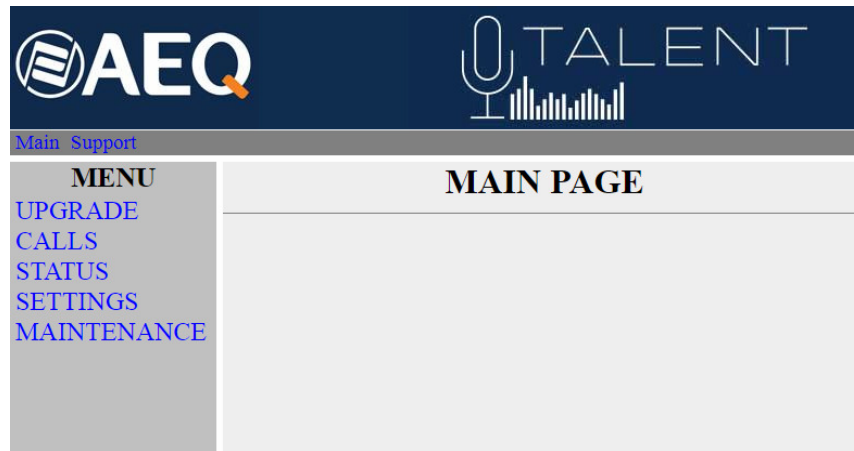 AEQ
TALENT
Main Support
MENU
UPGRADE
CALLS
STATUS
SETTINGS
MAINTENANCE
MAIN PAGE